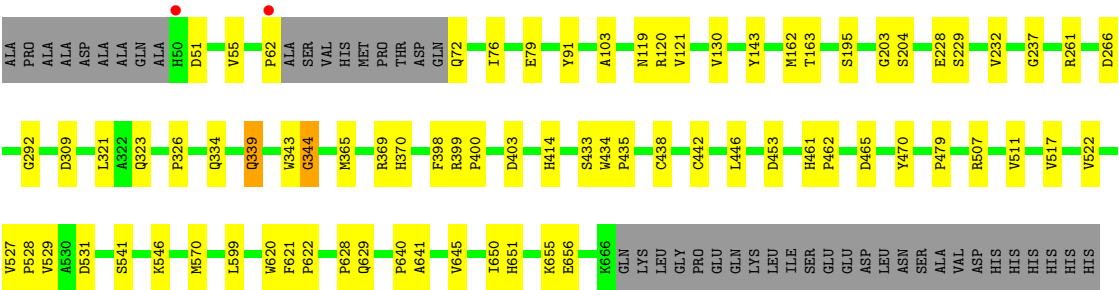 ALA PRO ALA ALA ASP ALA ALA GLN ALA H50 D51 V55 P62 ALA SER VAL HIS MET PRO THR ASP GLN Q72 I76 E79 Y91 A103 N119 R120 V121 V130 Y143 M162 T163 S195 G203 S204 E228 S229 V232 G237 R261 D266
G292 D309 L321 A322 Q323 P326 Q334 Q339 W343 G344 M365 R369 H370 F398 R399 P400 D403 H414 S433 W434 P435 C438 C442 L446 D453 H461 P462 D465 Y470 P479 R507 V511 V517 V522
V527 P528 V529 A530 D531 S541 K546 M570 L599 W620 F621 P622 P628 Q629 P640 A641 V645 I650 H651 K655 E656 K666 GLN LYS LEU GLY PRO GLU GLN LYS LEU ILE SER GLU GLU ASP LEU ASN SER ALA VAL ASP HIS HIS HIS HIS HIS HIS